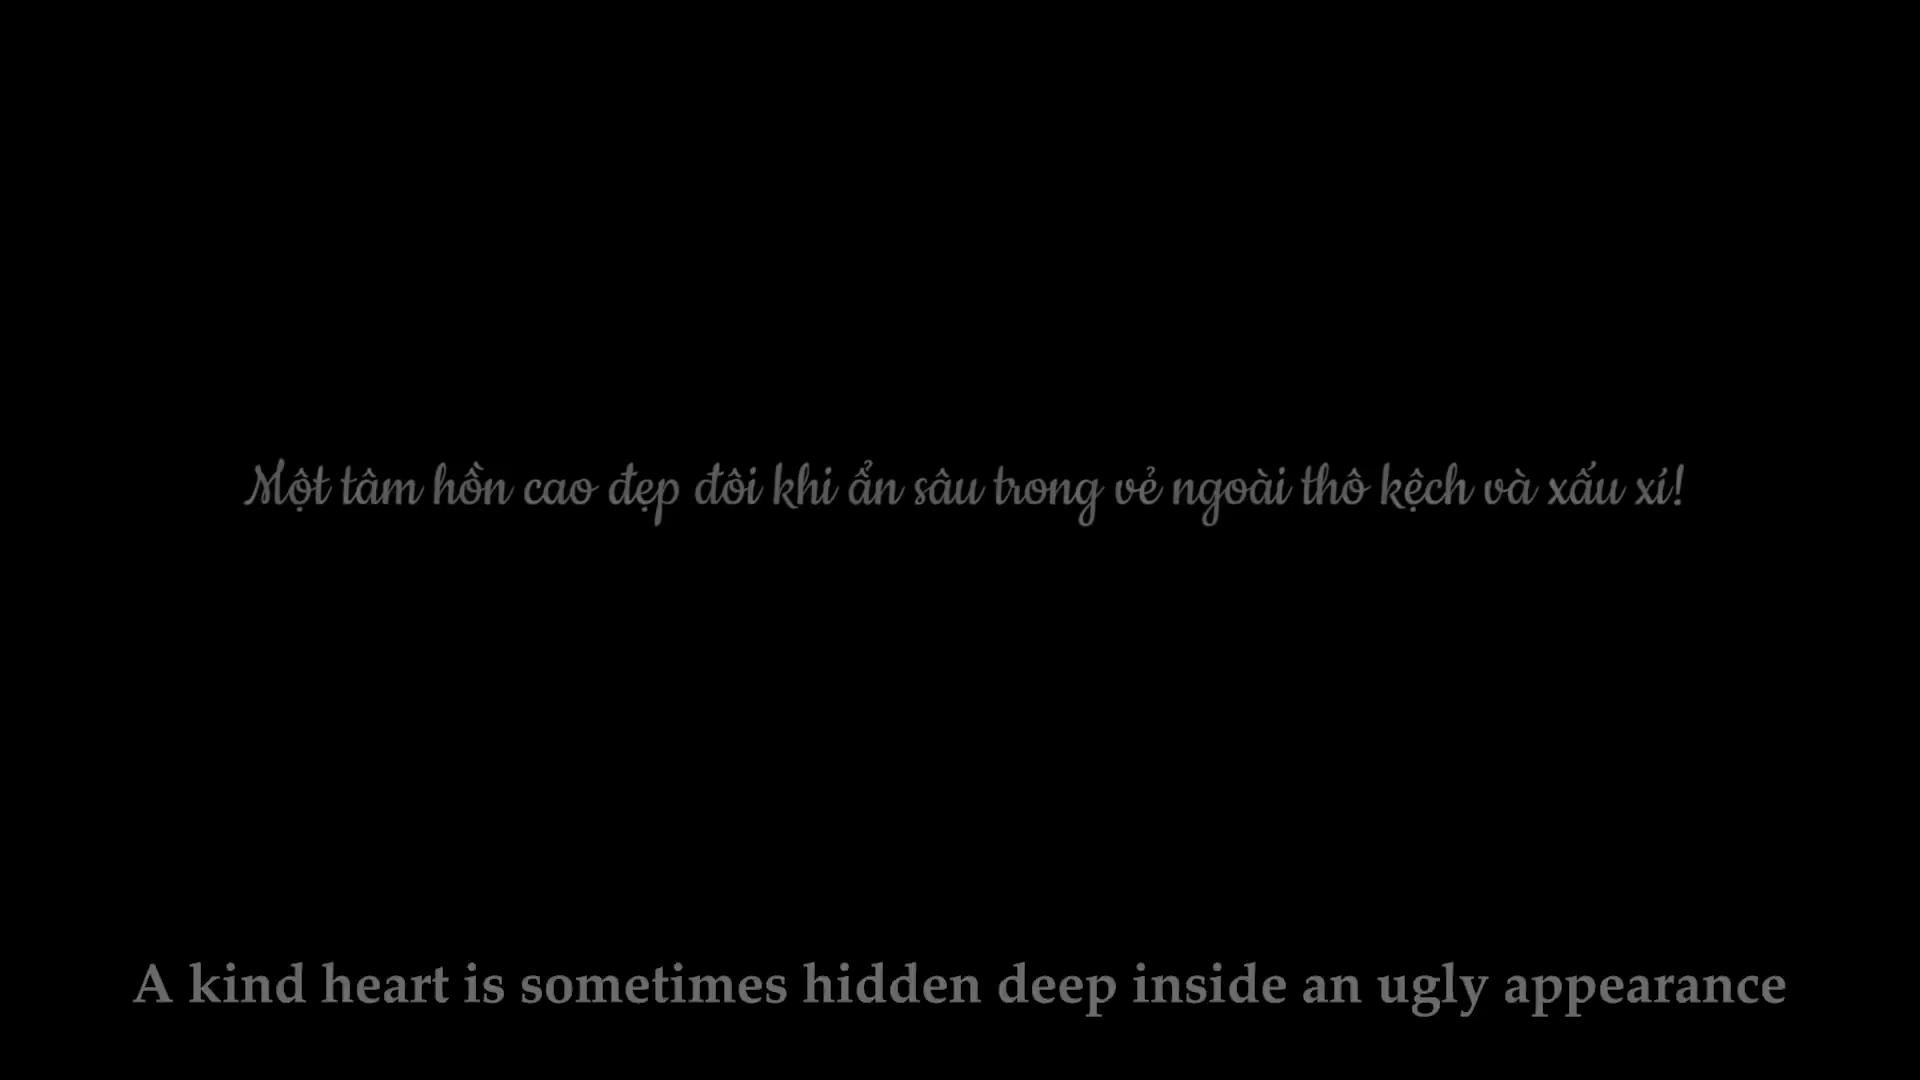 Một tâm hồn cao đẹp đôi khi ẩn sâu trong vẻ ngoài thô kệch và xấu xí!
A kind heart is sometimes hidden deep inside an ugly appearance